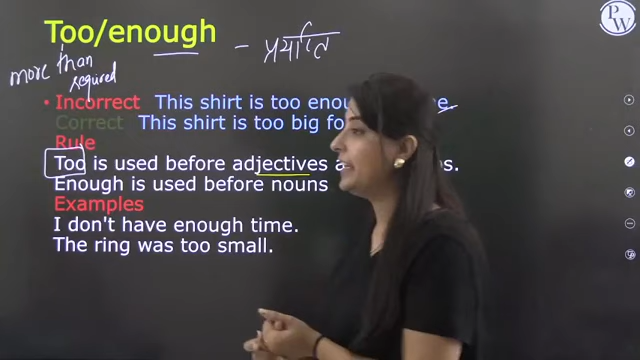 Too/enough
– पर्याप्त
more than
required
PW
• Incorrect This shirt is too
Correct This shirt is too big
Rule
Too is used before adjectives
Enough is used before nouns
Examples
I don't have enough time.
The ring was too small.